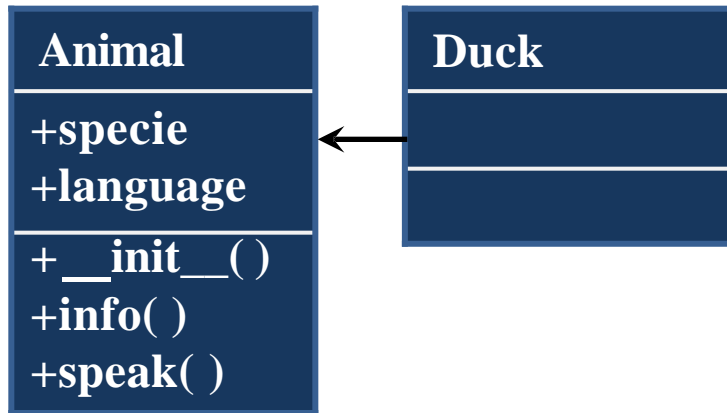 Animal
+specie
+language
+__init__( )
+info( )
+speak( )
Duck